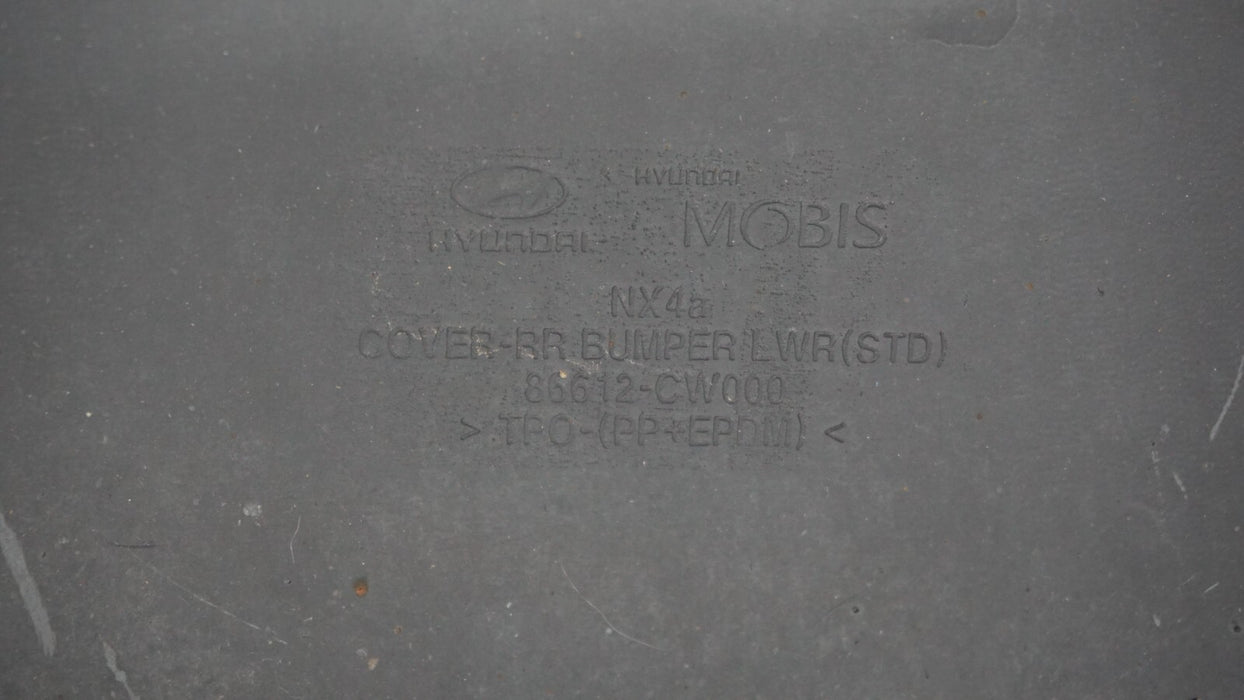 HYUNDAI
HYUNDAI
MOBIS
NX4a
COVER-RR BUMPER LWR(STD)
86612-CW000
> TPO-(PP+EPDM) <